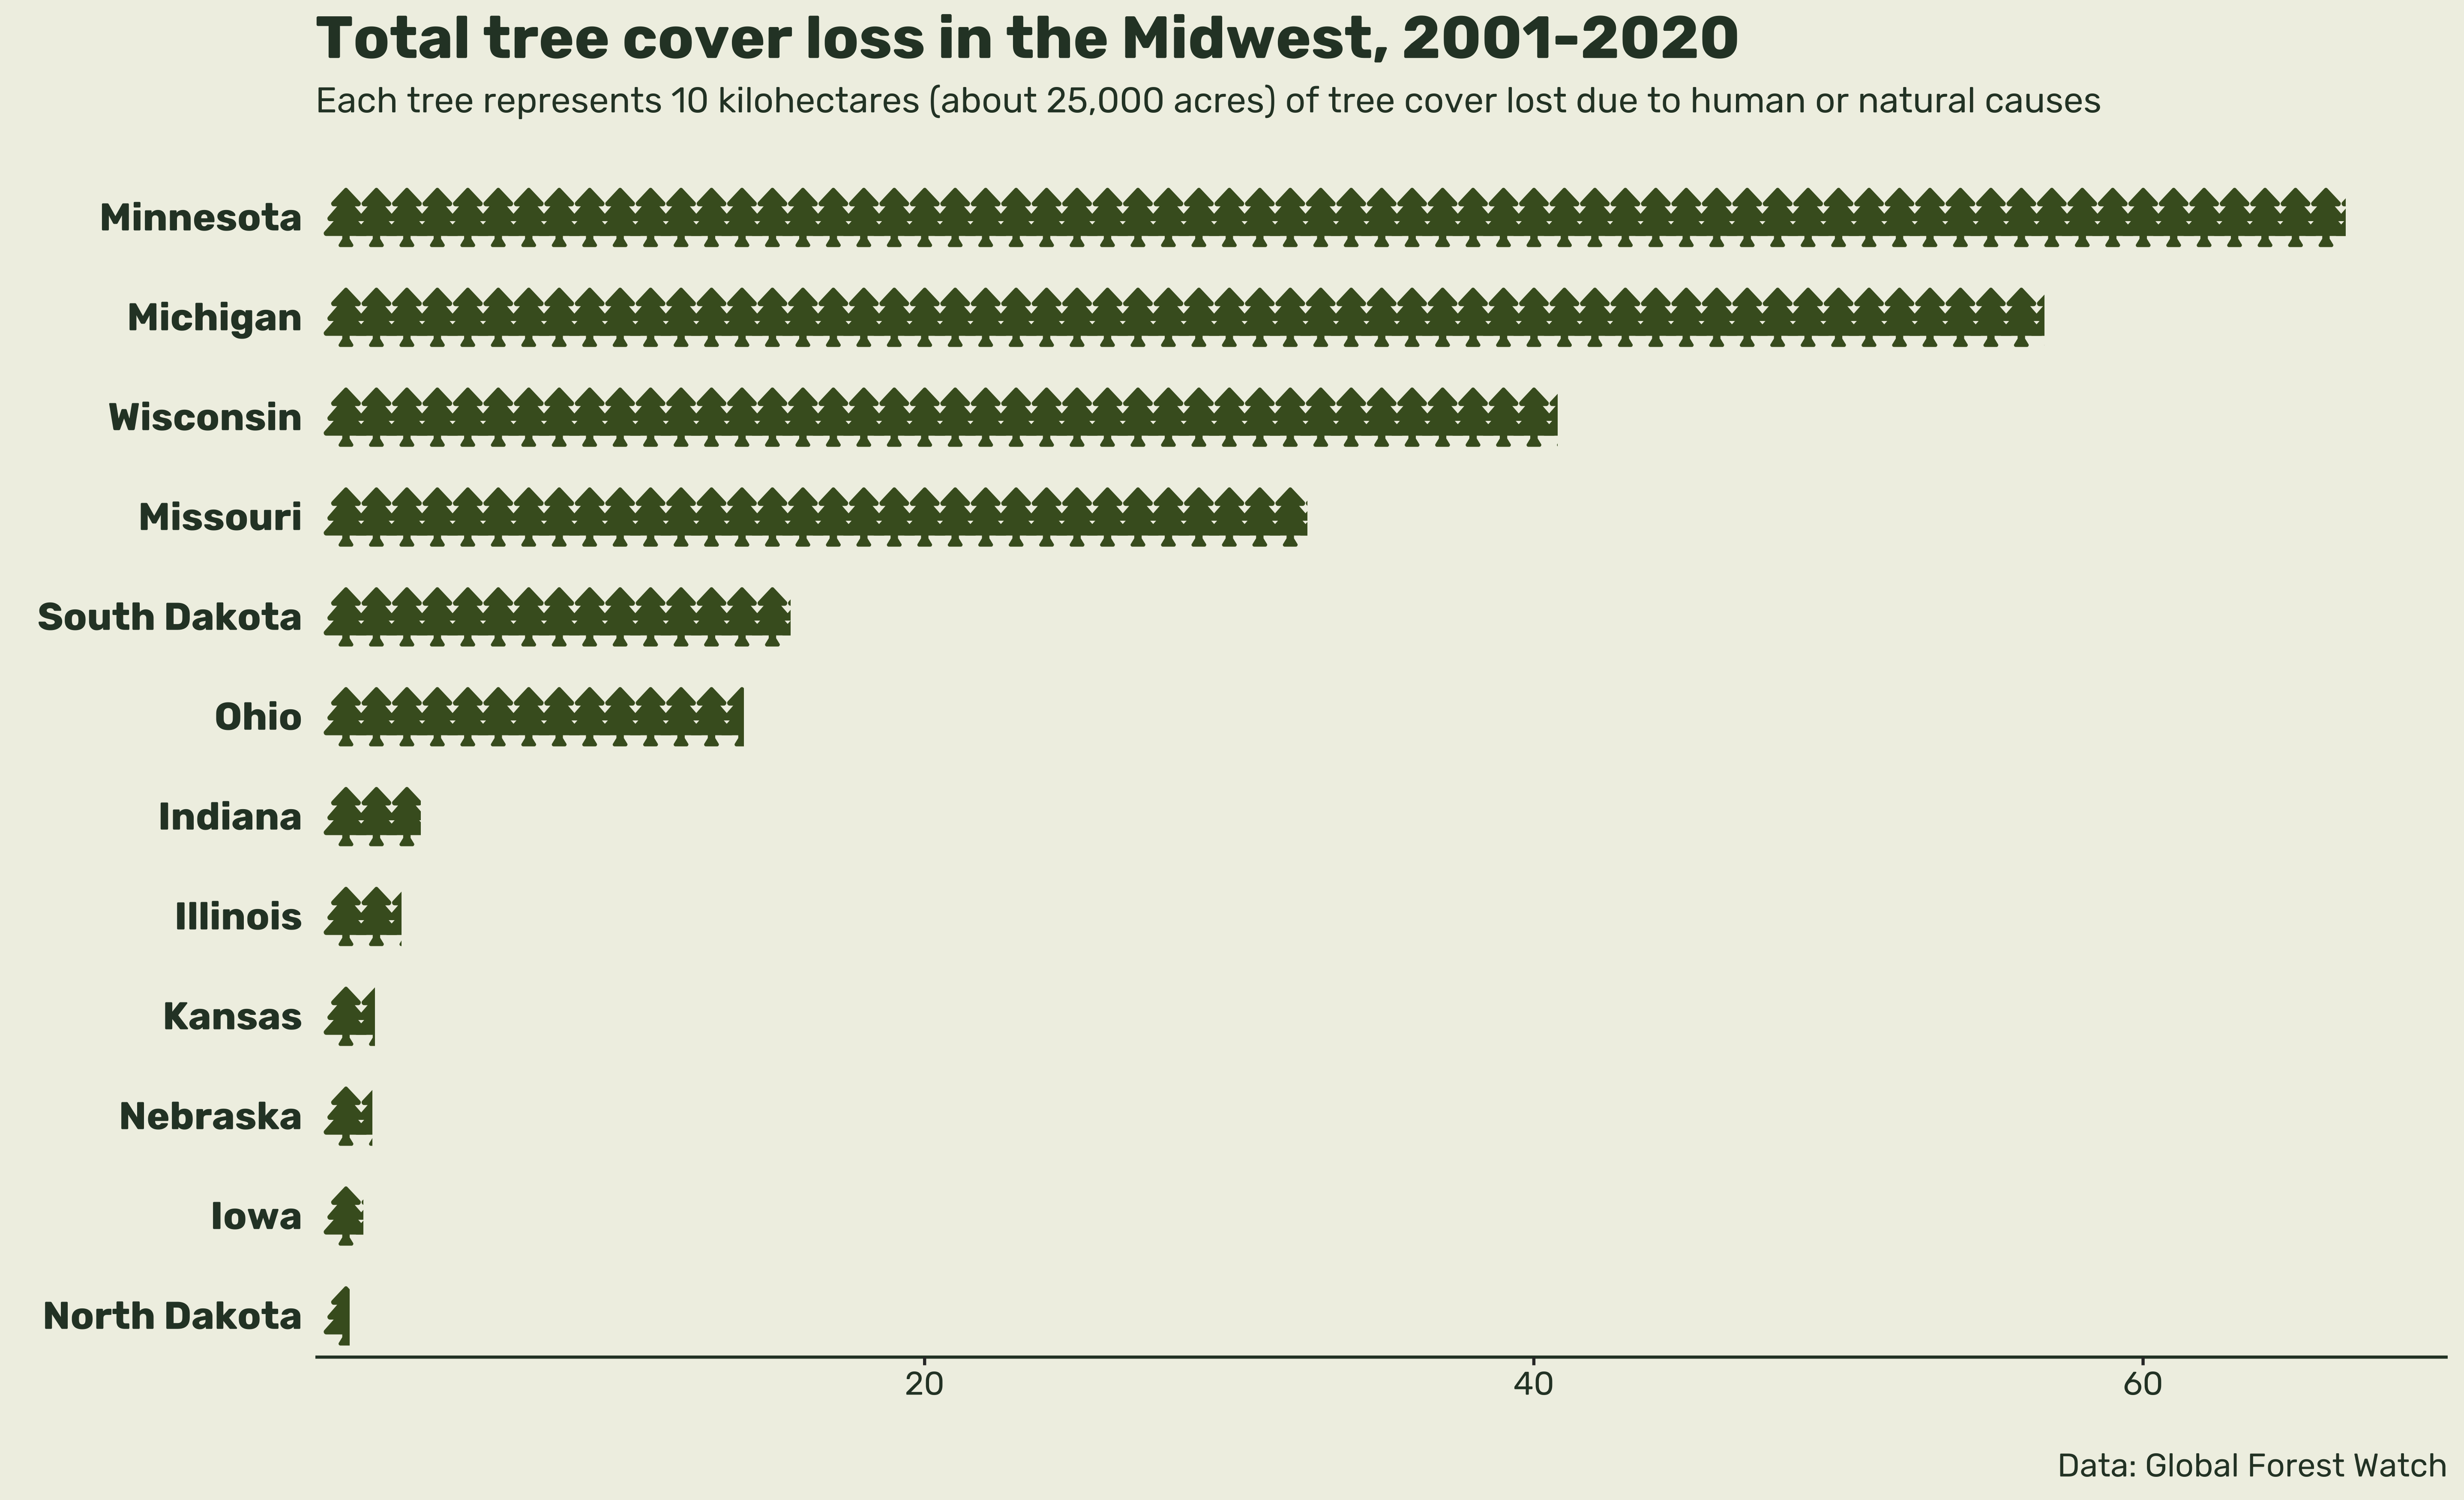 Total tree cover loss in the Midwest, 2001-2020
Each tree represents 10 kilohectares (about 25,000 acres) of tree cover lost due to human or natural causes
Minnesota
Michigan
Wisconsin
Missouri
South Dakota
Ohio
Indiana
Illinois
Kansas
Nebraska
Iowa
North Dakota
20 40 60
Data: Global Forest Watch